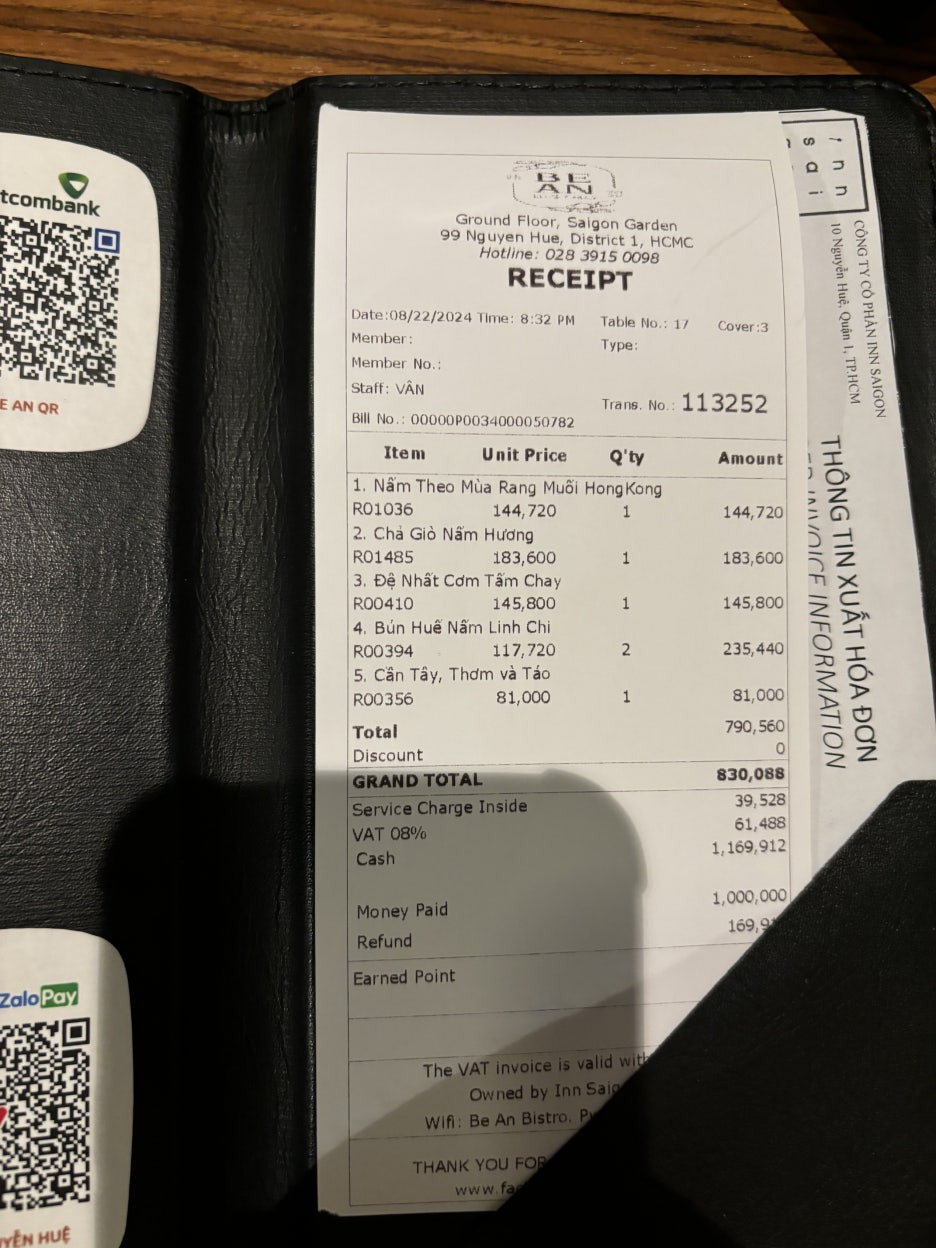 tcombank
E AN QR
ZaloPay
YỄN HUỆ
BE
AN
Ground Floor, Saigon Garden
99 Nguyen Hue, District 1, HCMC
Hotline: 028 3915 0098
RECEIPT
Date:08/22/2024 Time: 8:32 PM Table No.: 17 Cover:3
Member: Type:
Member No.:
Staff: VÂN
Trans. No.: 113252
Bill No.: 00000P0034000050782
Item Unit Price Q'ty Amount
1. Nấm Theo Mùa Rang Muối HongKong
R01036 144,720 1 144,720
2. Chả Giò Nấm Hương
R01485 183,600 1 183,600
3. Đệ Nhất Cơm Tấm Chay
R00410 145,800 1 145,800
4. Bún Huế Nấm Linh Chi
R00394 117,720 2 235,440
5. Cần Tây, Thơm và Táo
R00356 81,000 1 81,000
Total 790,560
Discount 0
GRAND TOTAL 830,088
Service Charge Inside 39,528
VAT 08% 61,488
Cash 1,169,912
Money Paid 1,000,000
Refund 169,9
Earned Point
The VAT invoice is valid with
Owned by Inn Saig
Wifi: Be An Bistro.
THANK YOU FOR
www.fa
inn
sai
CÔNG TY CỔ PHẦN INN SAIGON
10 Nguyễn Huệ, Quận 1, TP.HCM
THÔNG TIN XUẤT HÓA ĐƠN
INVOICE INFORMATION